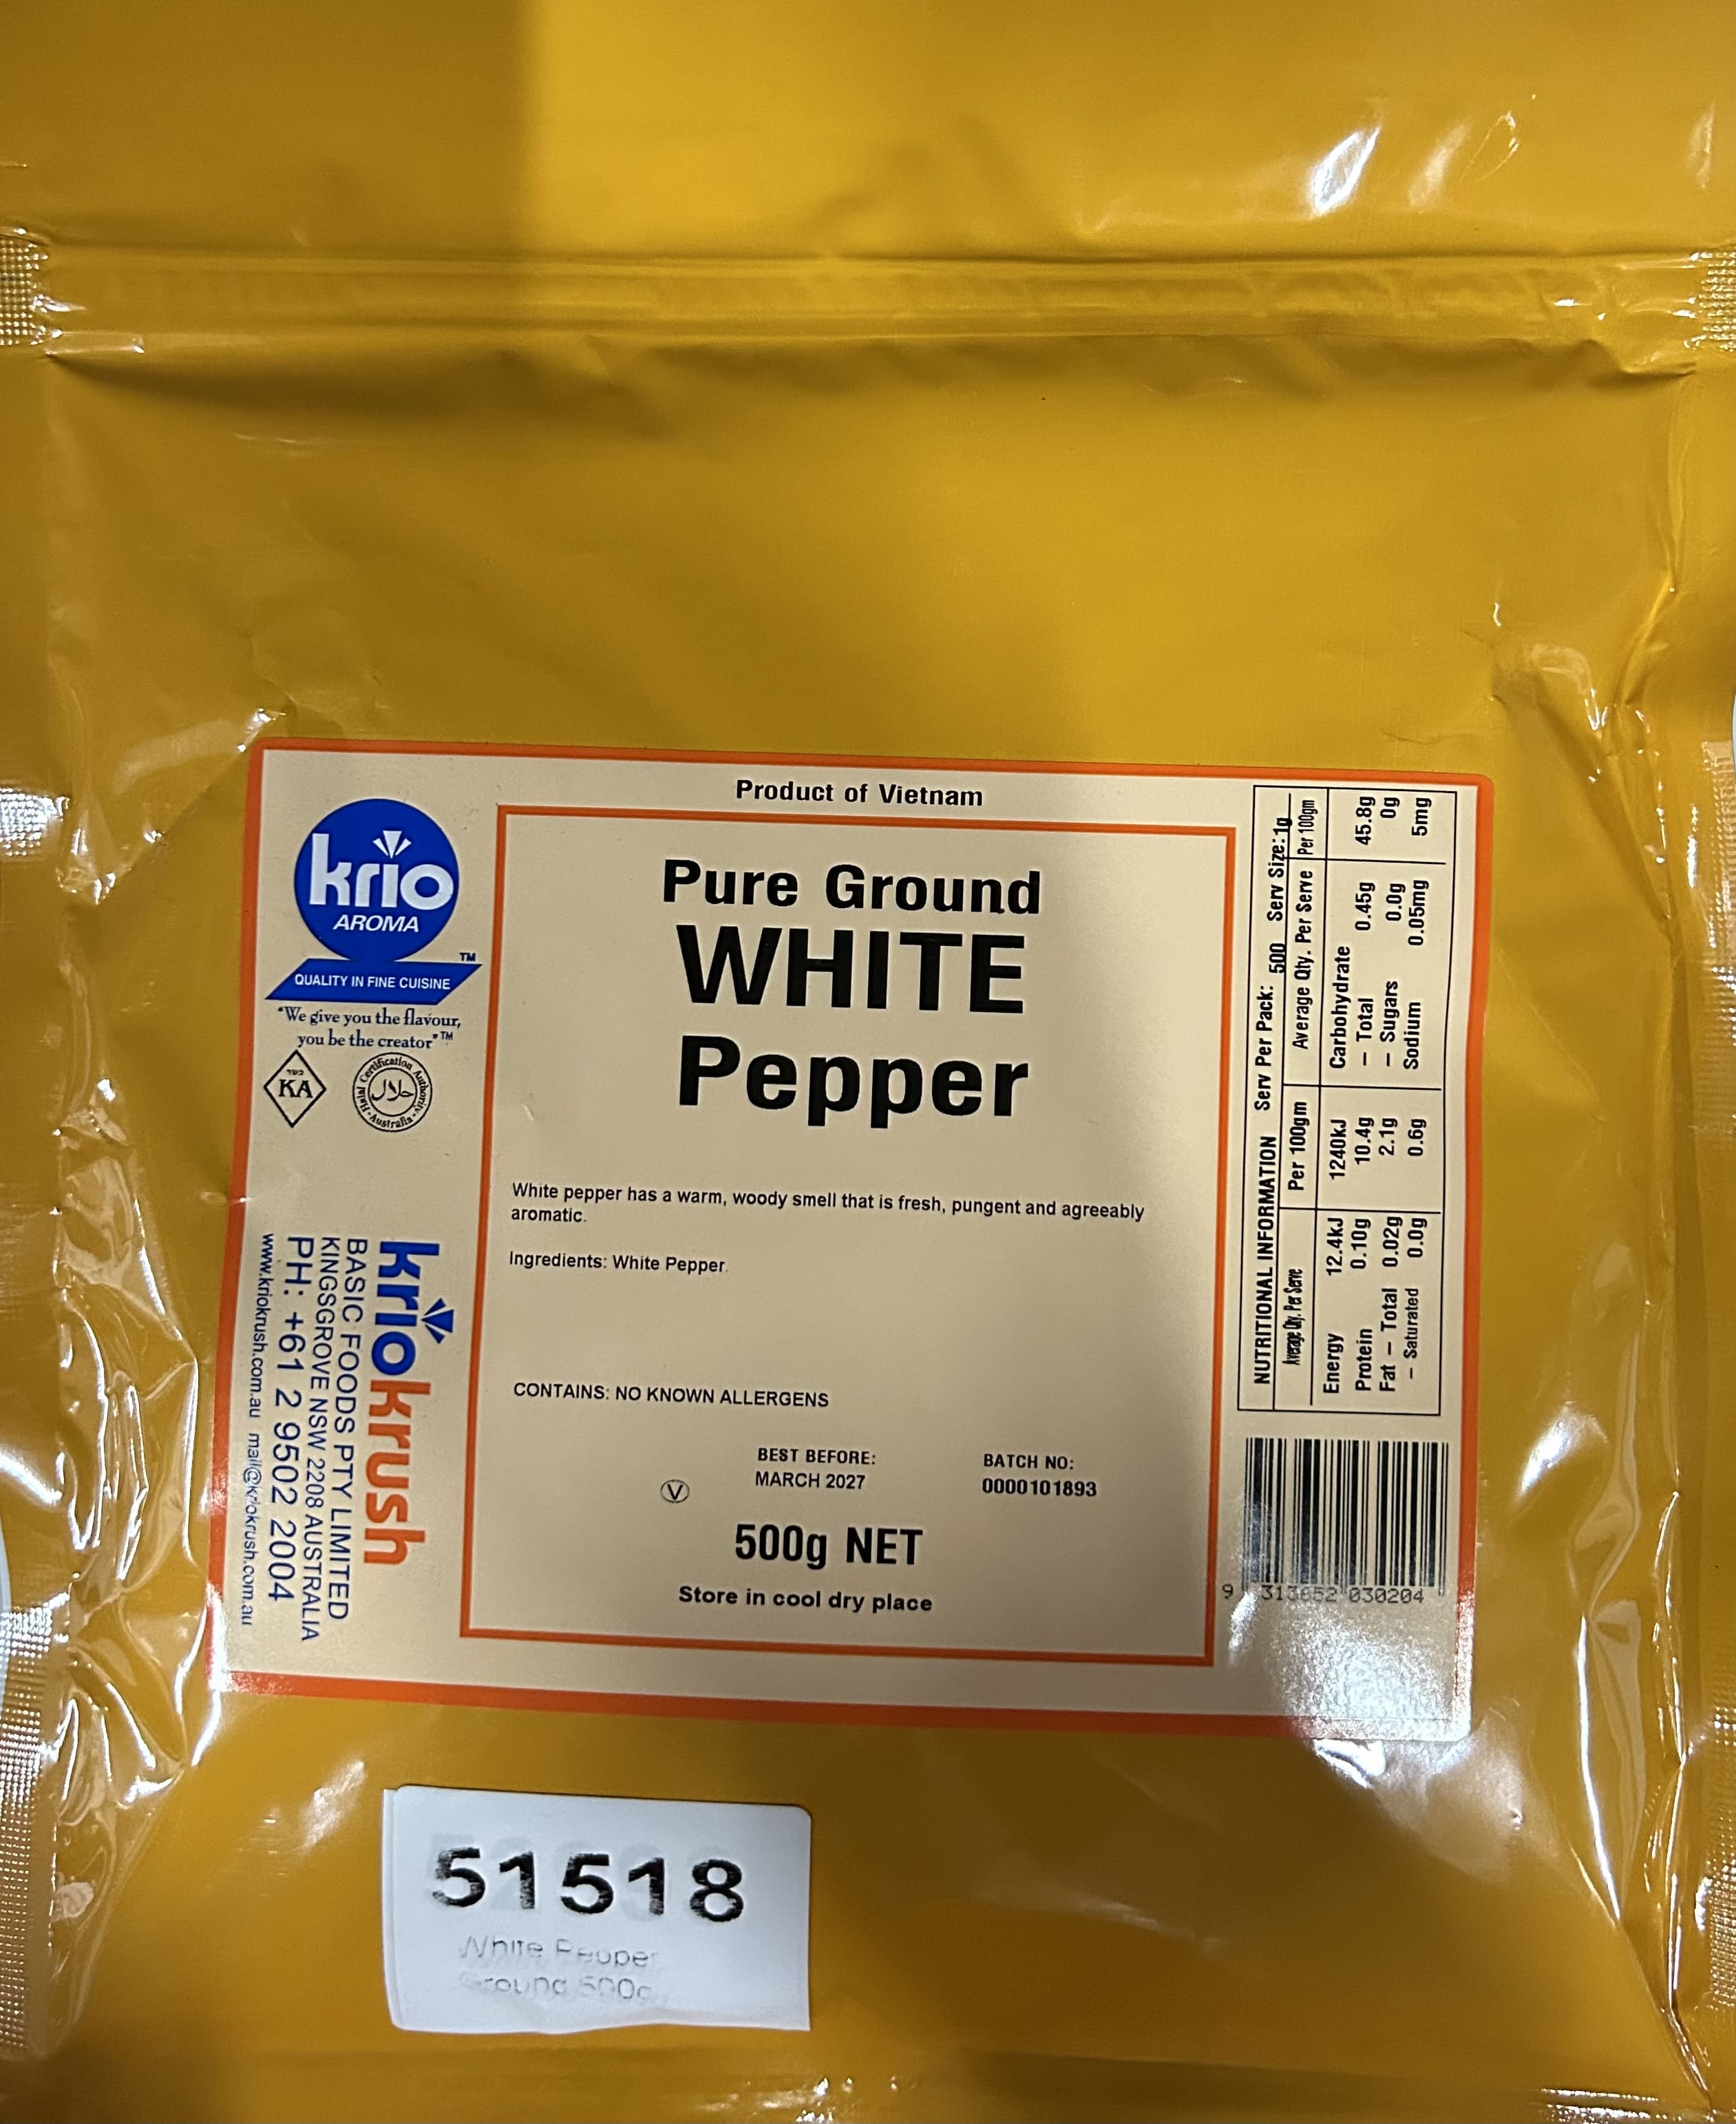 Product of Vietnam
krio
AROMA
TM
QUALITY IN FINE CUISINE
"We give you the flavour,
you be the creator"™
כשר
KA
Halal Certification Authority
Australia
حلال
kriokrush
BASIC FOODS PTY LIMITED
KINGSGROVE NSW 2208 AUSTRALIA
PH: +61 2 9502 2004
www.kriokrush.com.au mail@kriokrush.com.au
Pure Ground
WHITE
Pepper
White pepper has a warm, woody smell that is fresh, pungent and agreeably
aromatic.
Ingredients: White Pepper.
CONTAINS: NO KNOWN ALLERGENS
BEST BEFORE: BATCH NO:
MARCH 2027 0000101893
V
500g NET
Store in cool dry place
NUTRITIONAL INFORMATION Serv Per Pack: 500 Serv Size: 1g
Average Qty. Per Serve Per 100gm Average Qty. Per Serve Per 100gm
Energy 12.4kJ 1240kJ Carbohydrate
Protein 0.10g 10.4g – Total 0.45g 45.8g
Fat – Total 0.02g 2.1g – Sugars 0.0g 0g
– Saturated 0.0g 0.6g Sodium 0.05mg 5mg
9 313652 030204
51518
White Pepper
Ground 500g